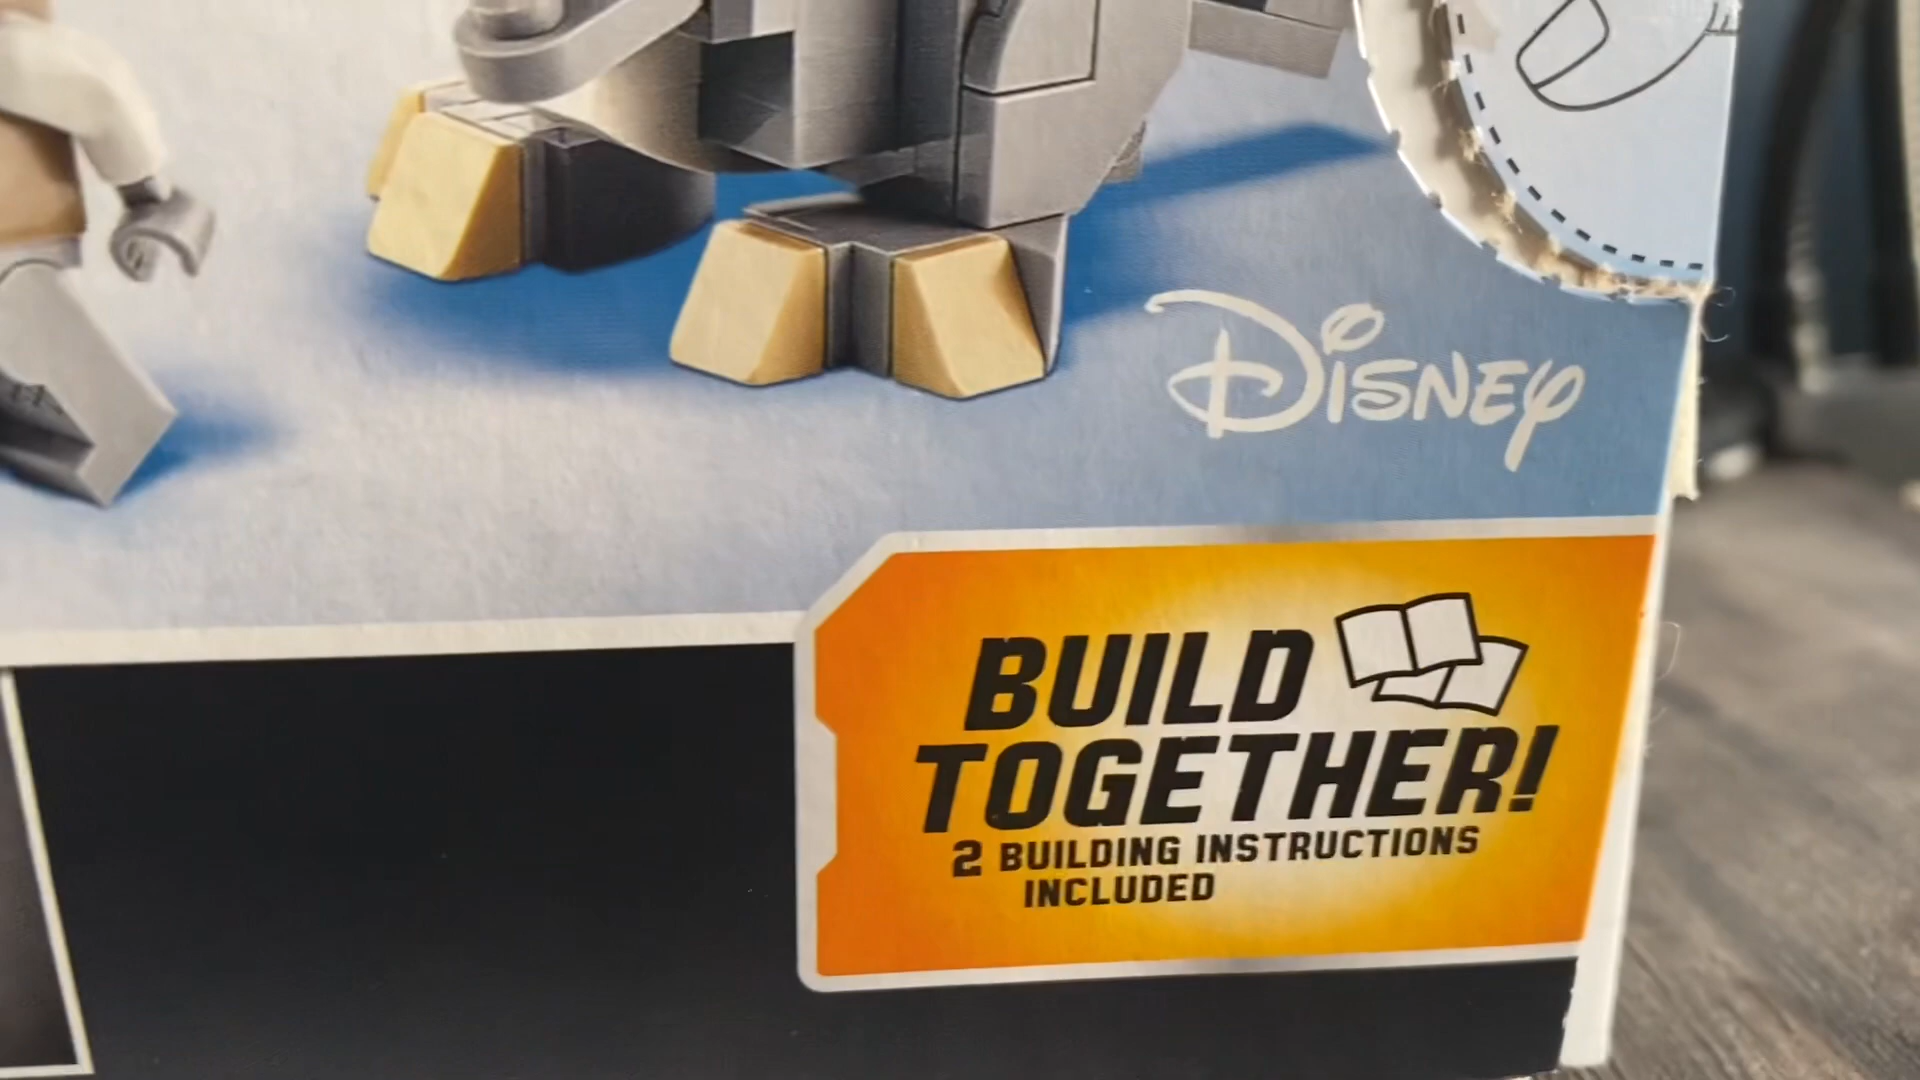 DISNEY
BUILD
TOGETHER!
2 BUILDING INSTRUCTIONS
INCLUDED